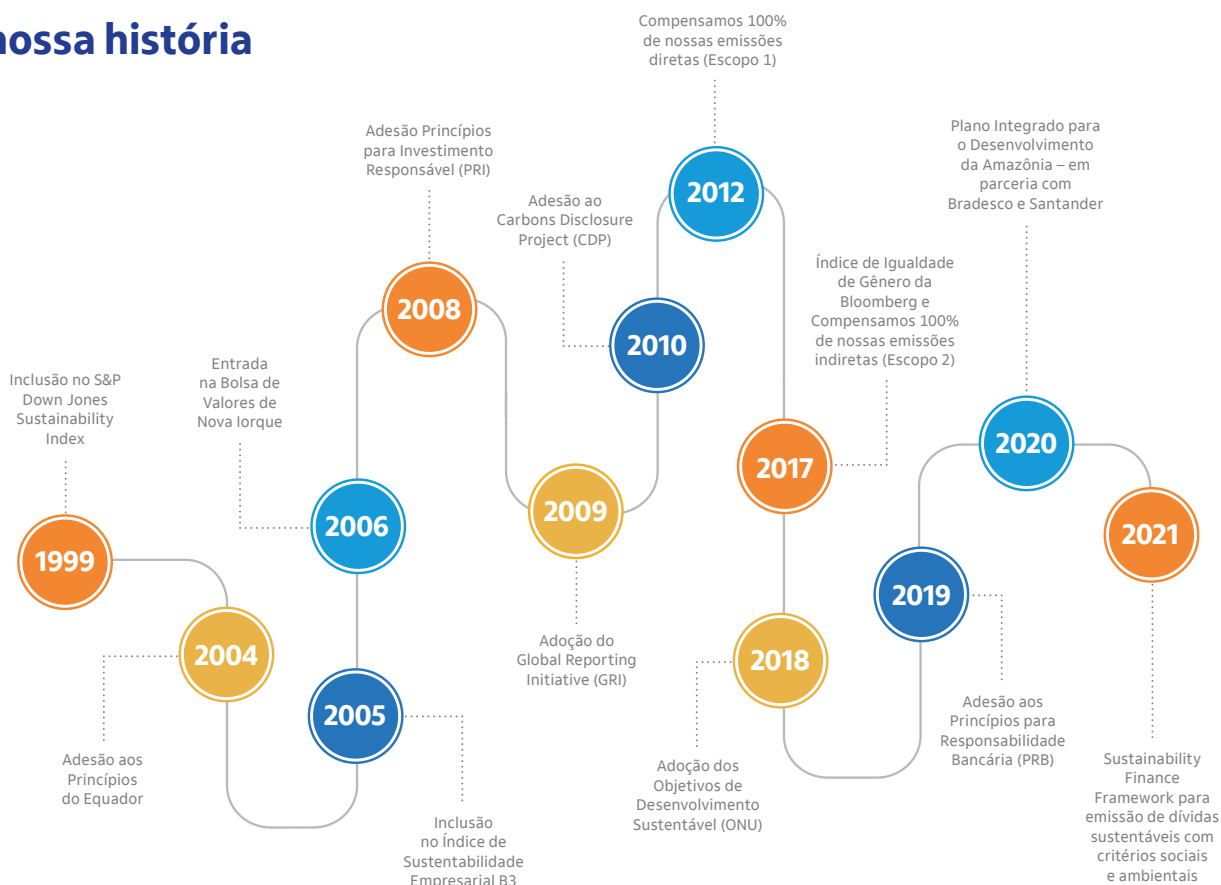 nossa história
1999
Inclusão no S&P
Down Jones
Sustainability
Index
2004
Adesão aos
Princípios
do Equador
2005
Inclusão
no Índice de
Sustentabilidade
Empresarial B3
2006
Entrada
na Bolsa de
Valores de
Nova Iorque
2008
Adesão Princípios
para Investimento
Responsável (PRI)
2009
Adoção do
Global Reporting
Initiative (GRI)
2010
Adesão ao
Carbons Disclosure
Project (CDP)
2012
Compensamos 100%
de nossas emissões
diretas (Escopo 1)
2017
Índice de Igualdade
de Gênero da
Bloomberg e
Compensamos 100%
de nossas emissões
indiretas (Escopo 2)
2018
Adoção dos
Objetivos de
Desenvolvimento
Sustentável (ONU)
2019
Adesão aos
Princípios para
Responsabilidade
Bancária (PRB)
2020
Plano Integrado para
o Desenvolvimento
da Amazônia – em
parceria com
Bradesco e Santander
2021
Sustainability
Finance
Framework para
emissão de dívidas
sustentáveis com
critérios sociais
e ambientais